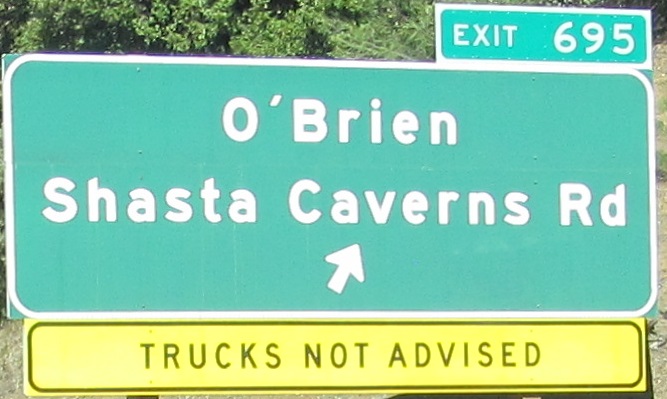 EXIT 695
O'Brien
Shasta Caverns Rd
TRUCKS NOT ADVISED